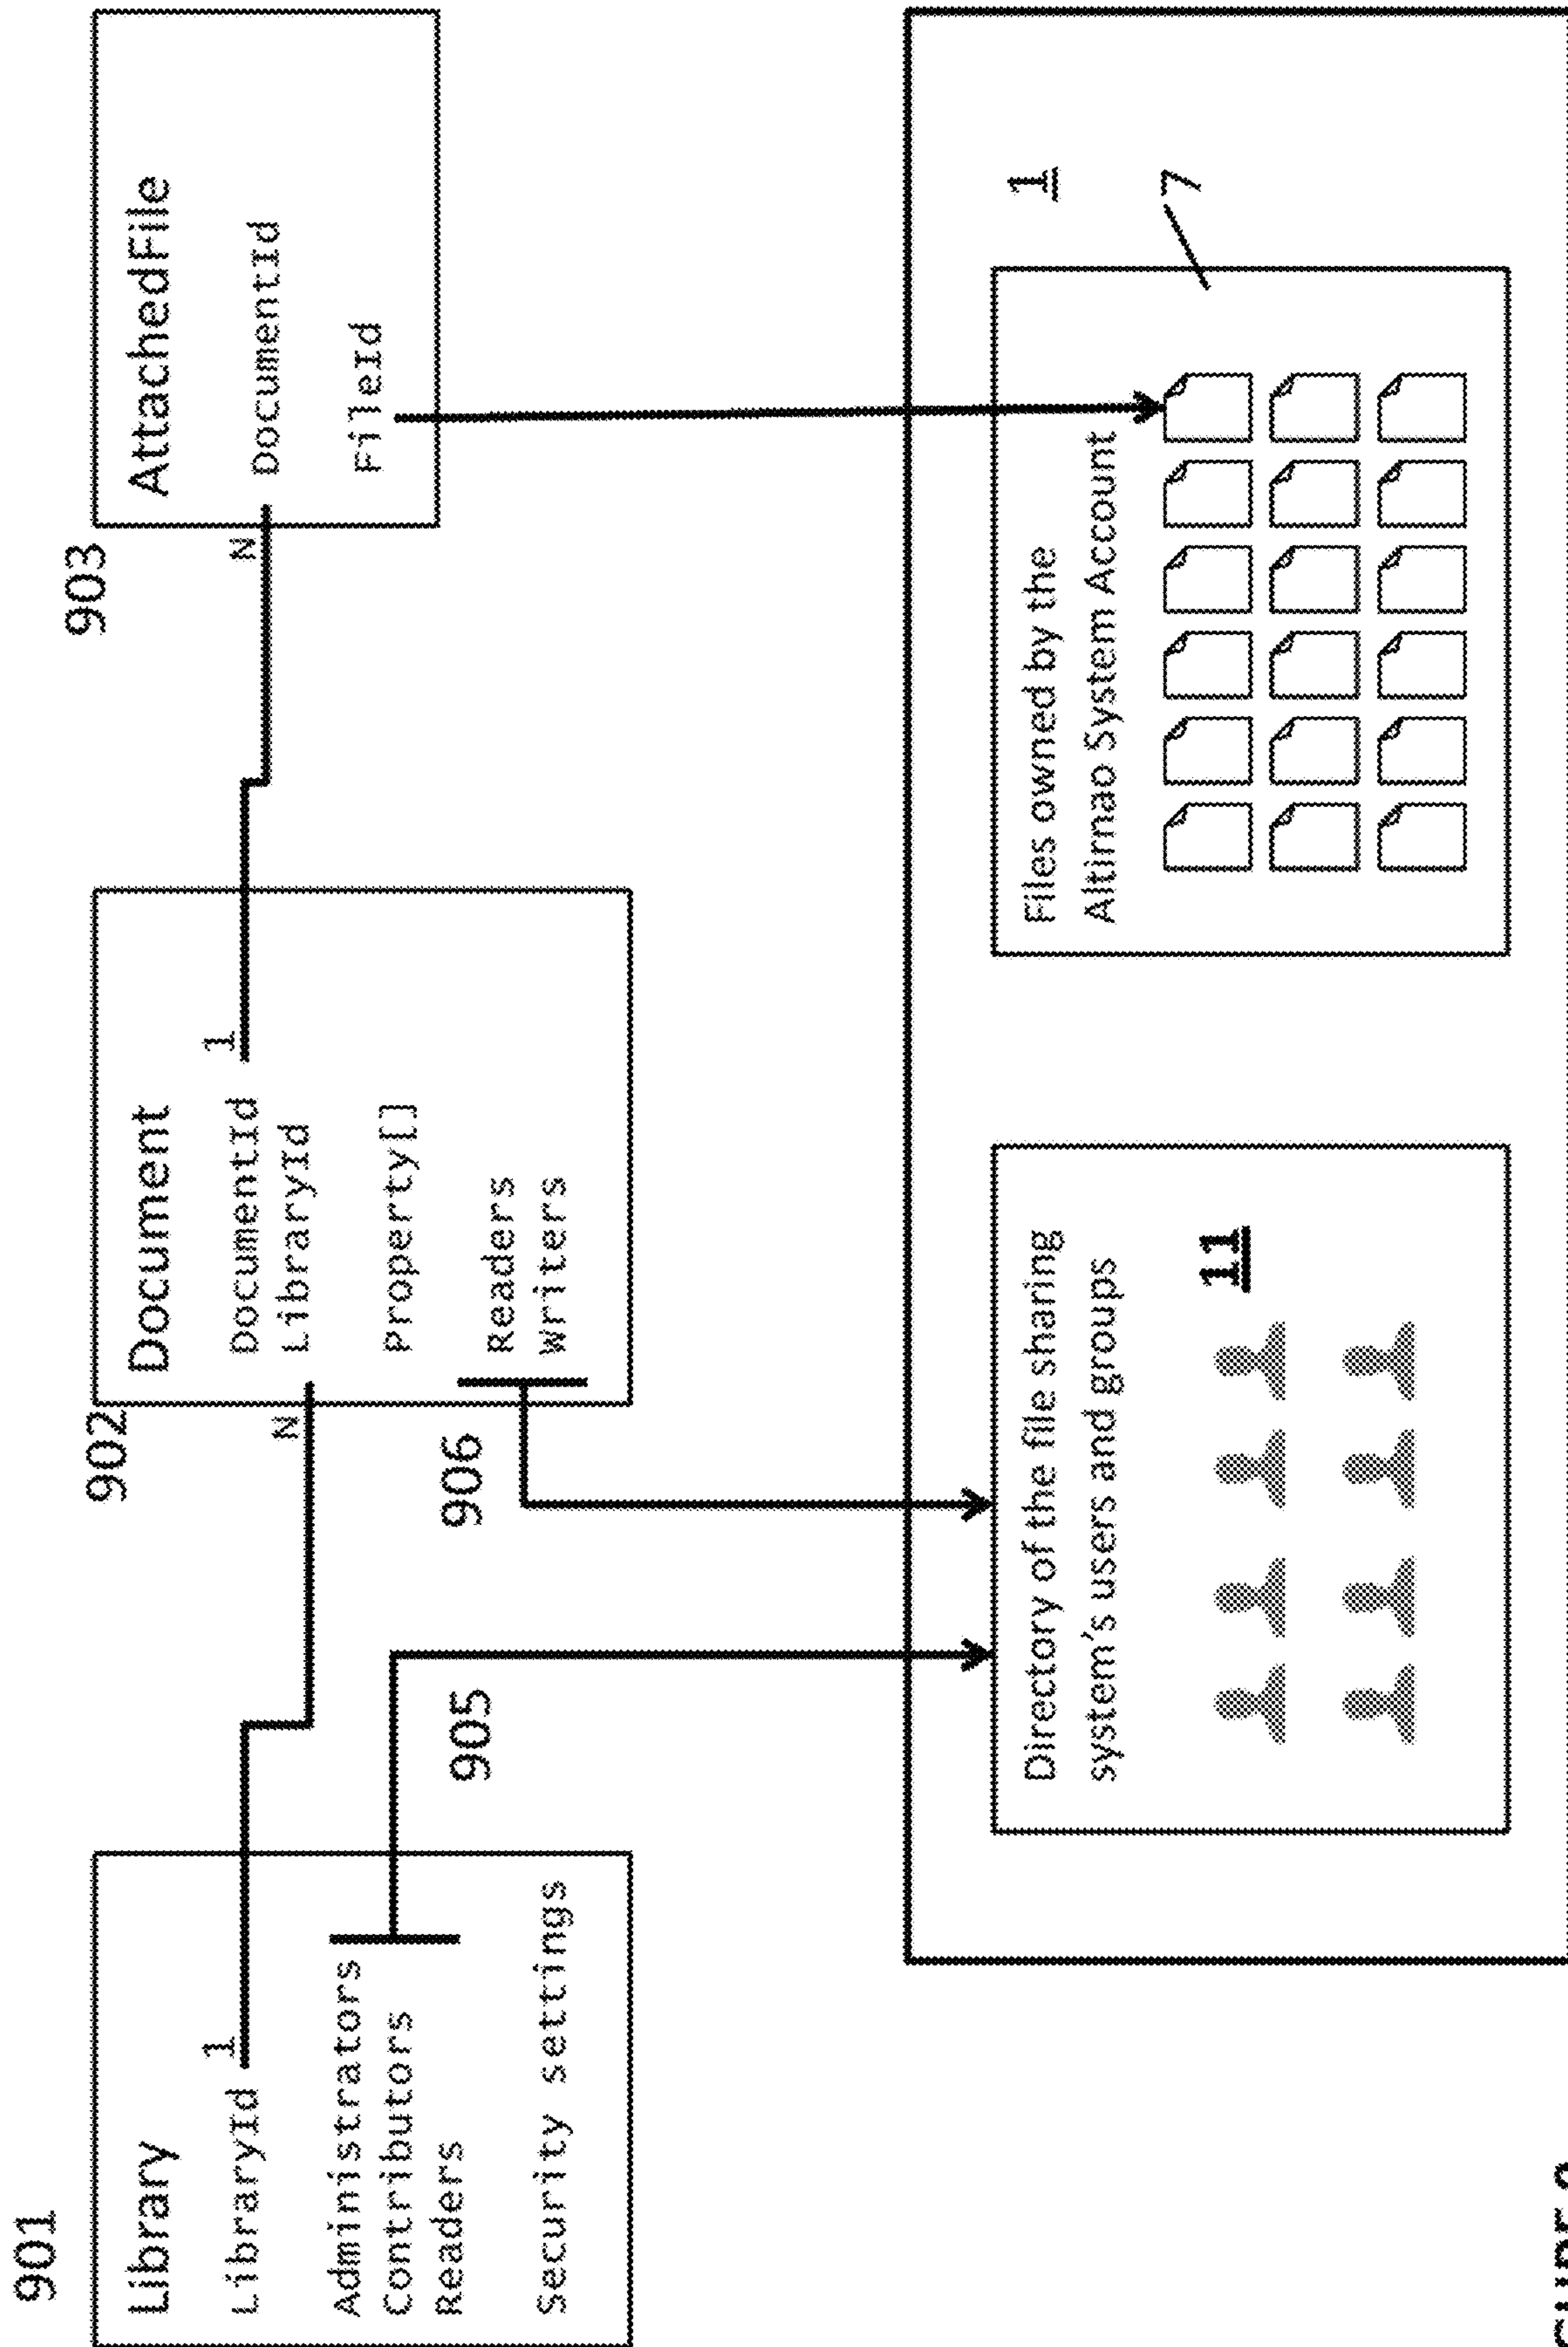 901
Library
LibraryId
1
Administrators
Contributors
Readers
Security settings
905
902
N
Document
DocumentId
1
LibraryId
Property[]
Readers
Writers
906
903
N
AttachedFile
DocumentId
FileId
Directory of the file sharing
system's users and groups
11
Files owned by the
Altirnao System Account
1
7